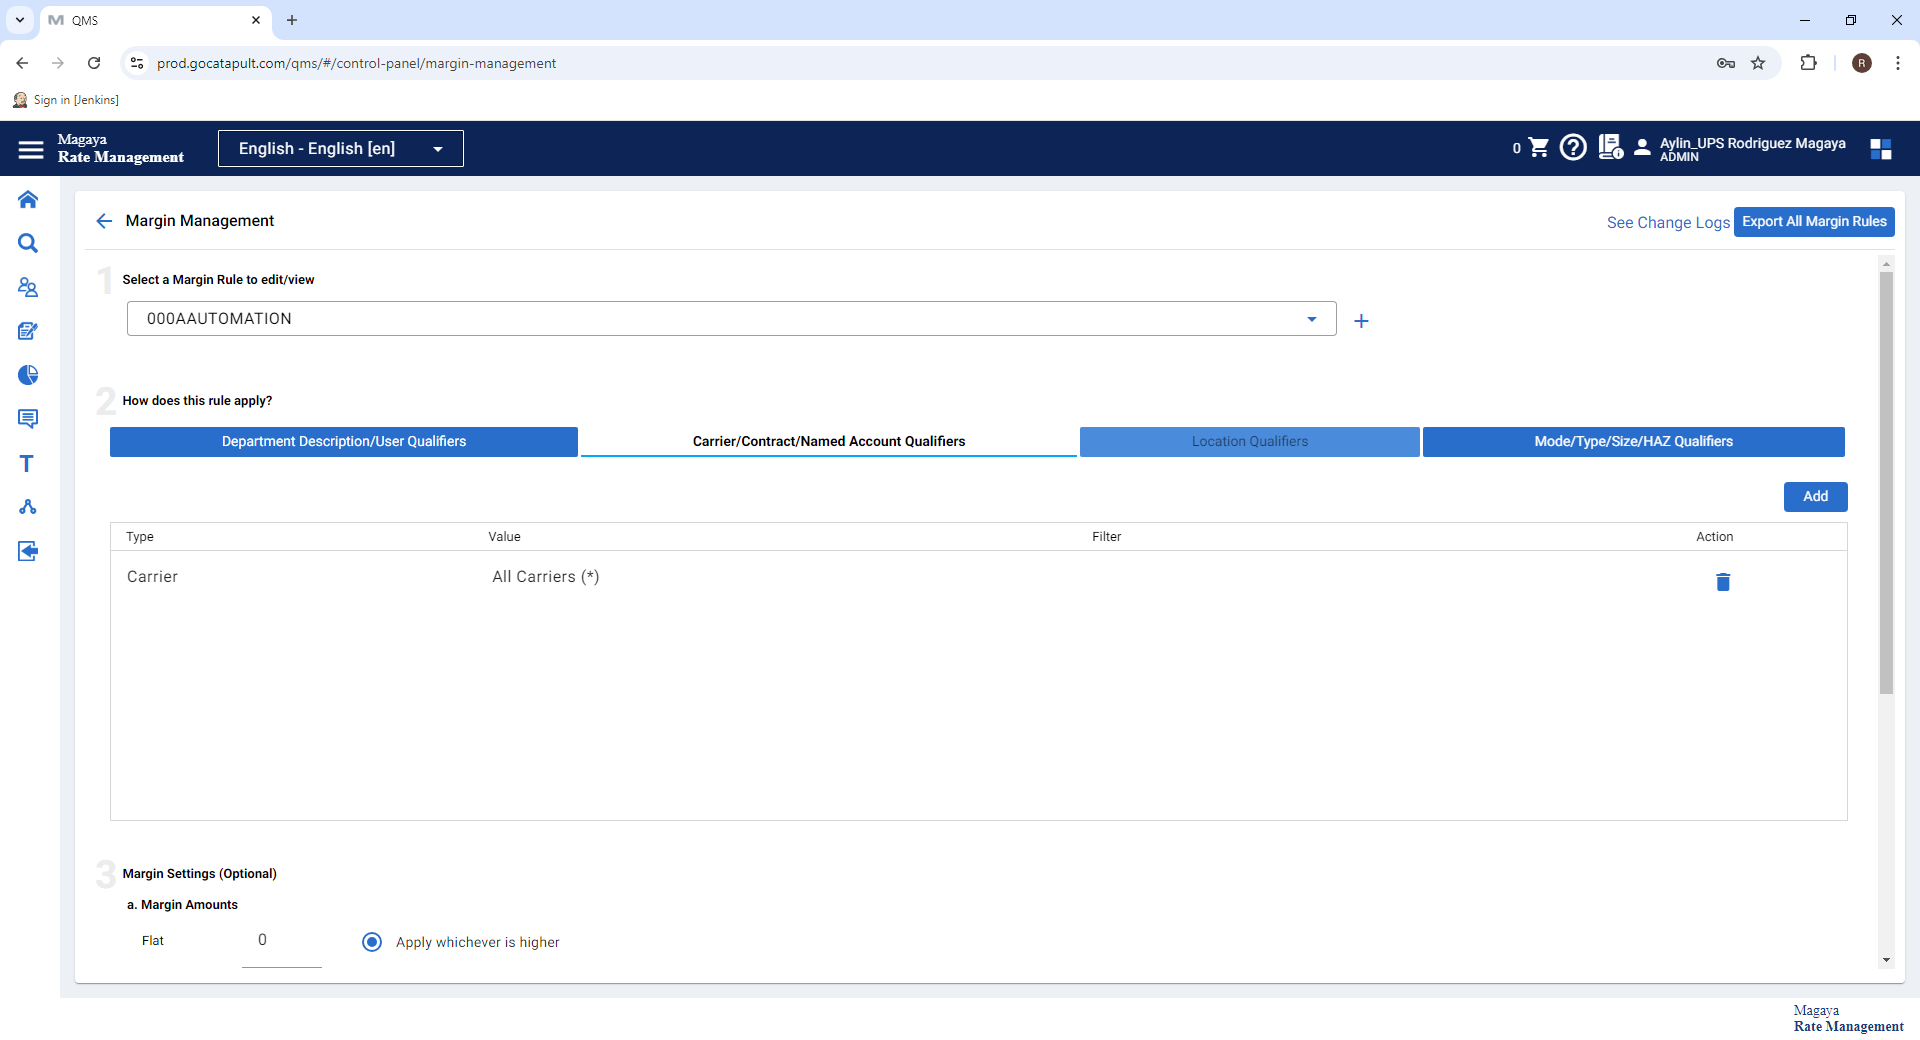 QMS
prod.gocatapult.com/qms/#/control-panel/margin-management
R
Sign in [Jenkins]
Magaya
Rate Management
English - English [en]
0
Aylin_UPS Rodriguez Magaya
ADMIN
Margin Management
See Change Logs
Export All Margin Rules
1 Select a Margin Rule to edit/view
000AAUTOMATION
2 How does this rule apply?
Department Description/User Qualifiers
Carrier/Contract/Named Account Qualifiers
Location Qualifiers
Mode/Type/Size/HAZ Qualifiers
Add
Type Value Filter Action
Carrier All Carriers (*)
3 Margin Settings (Optional)
a. Margin Amounts
Flat 0 Apply whichever is higher
Magaya
Rate Management